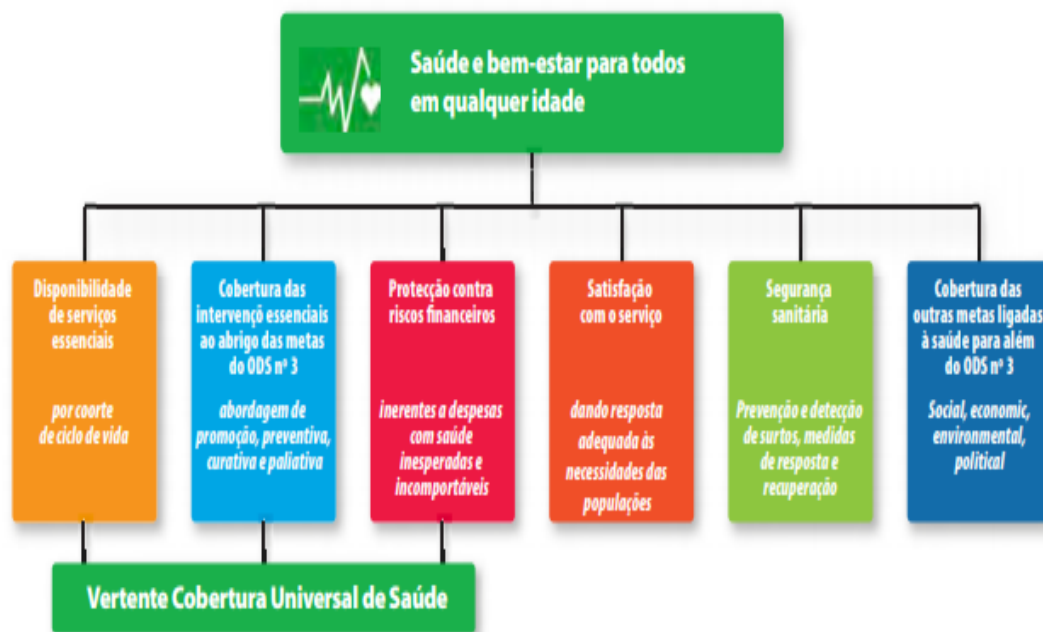 Saúde e bem-estar para todos
em qualquer idade
Disponibilidade
de serviços
essenciais
por coorte
de ciclo de vida
Cobertura das
intervençõ essenciais
ao abrigo das metas
do ODS nº 3
abordagem de
promoção, preventiva,
curativa e paliativa
Protecção contra
riscos financeiros
inerentes a despesas
com saúde
inesperadas e
incomportáveis
Satisfação
com o serviço
dando resposta
adequada às
necessidades das
populações
Segurança
sanitária
Prevenção e detecção
de surtos, medidas
de resposta e
recuperação
Cobertura das
outras metas ligadas
à saúde para além
do ODS nº 3
Social, economic,
environmental,
political
Vertente Cobertura Universal de Saúde